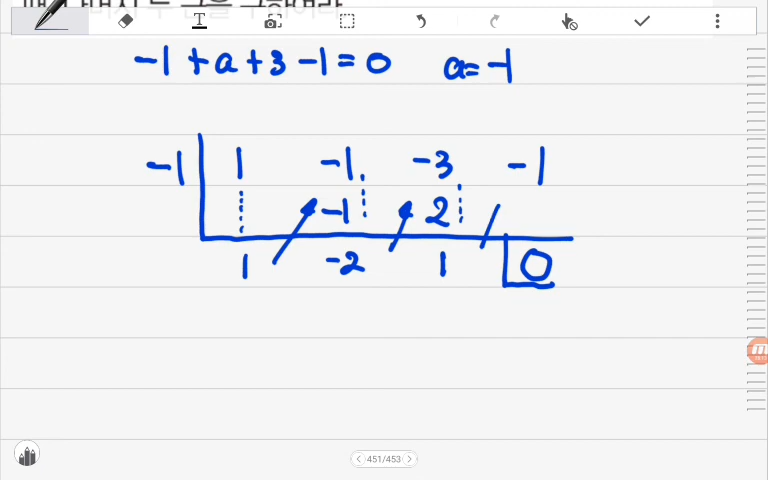 -1 + a + 3 - 1 = 0 a = -1
-1 1 -1 -3 -1
-1 2
1 -2 1 0
451/453